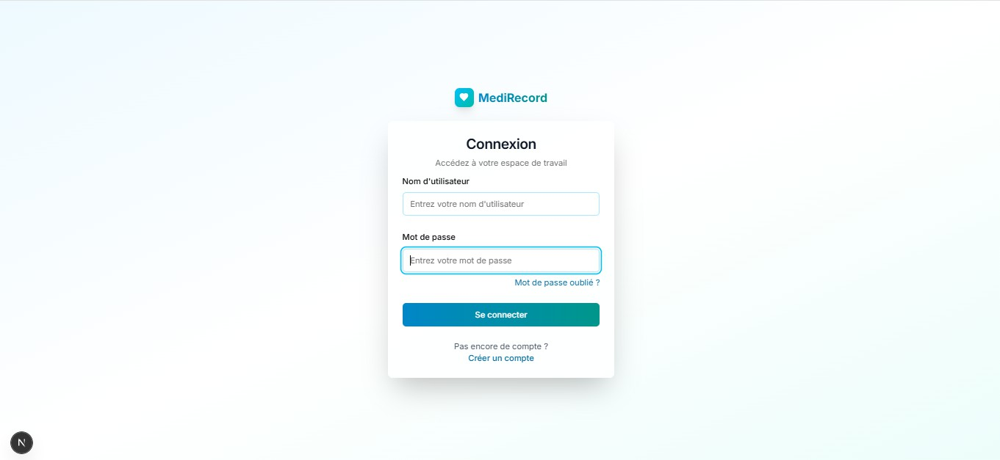 MediRecord
Connexion
Accédez à votre espace de travail
Nom d'utilisateur
Entrez votre nom d'utilisateur
Mot de passe
Entrez votre mot de passe
Mot de passe oublié ?
Se connecter
Pas encore de compte ?
Créer un compte
N